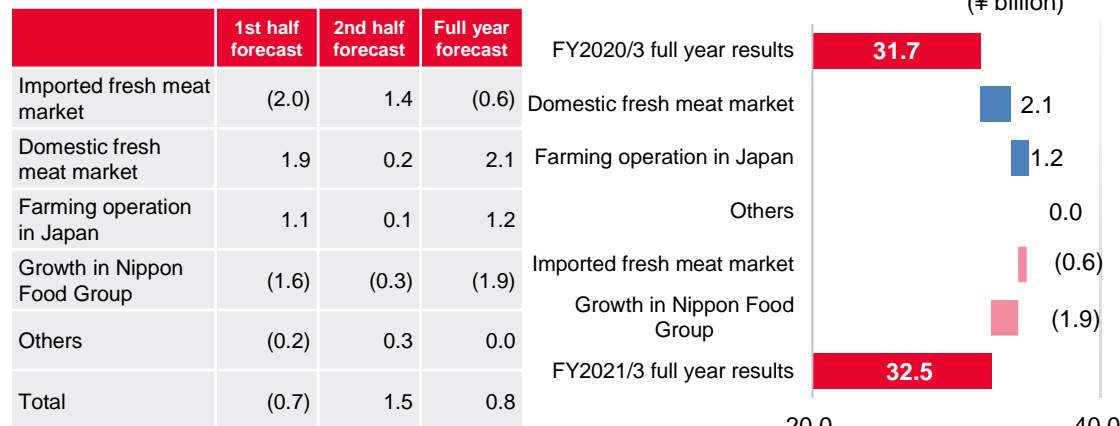 (¥ billion)
1st half forecast 2nd half forecast Full year forecast
Imported fresh meat market (2.0) 1.4 (0.6)
Domestic fresh meat market 1.9 0.2 2.1
Farming operation in Japan 1.1 0.1 1.2
Growth in Nippon Food Group (1.6) (0.3) (1.9)
Others (0.2) 0.3 0.0
Total (0.7) 1.5 0.8
FY2020/3 full year results 31.7
Domestic fresh meat market 2.1
Farming operation in Japan 1.2
Others 0.0
Imported fresh meat market (0.6)
Growth in Nippon Food Group (1.9)
FY2021/3 full year results 32.5
20.0 40.0